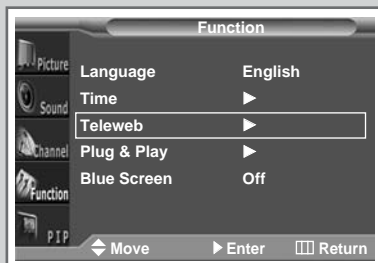 Function
Picture
Sound
Channel
Function
PIP
Language English
Time ▶
Teleweb ▶
Plug & Play ▶
Blue Screen Off
Move Enter Return